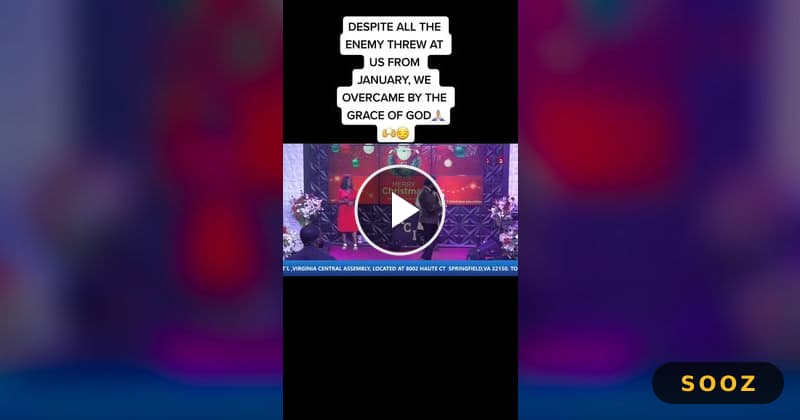 DESPITE ALL THE
ENEMY THREW AT
US FROM
JANUARY, WE
OVERCAME BY THE
GRACE OF GOD🙏🏼
🙌🏼😔
MERRY
Christmas
CIS
T'L ,VIRGINIA CENTRAL ASSEMBLY, LOCATED AT 8002 HAUTE CT SPRINGFIELD,VA 22150. TO
SOOZ